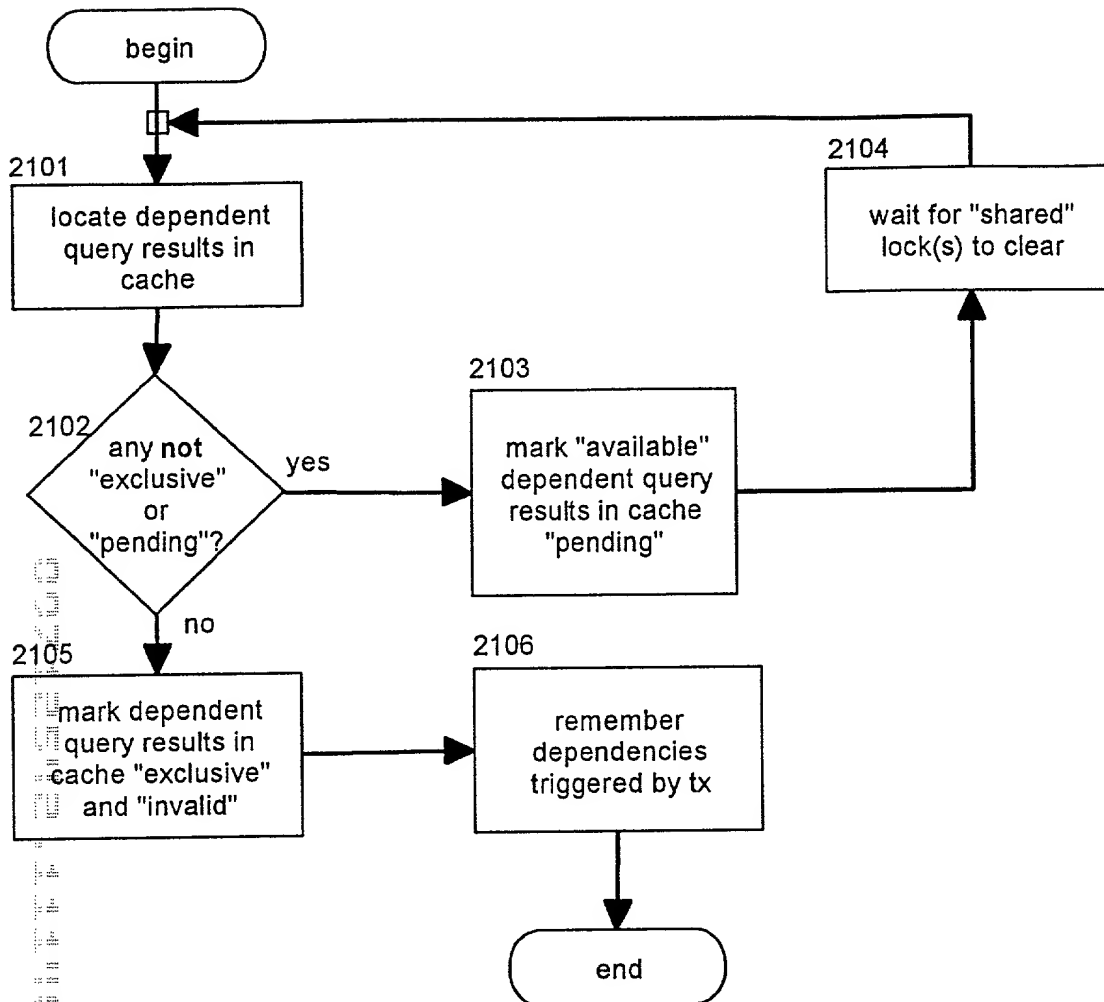 begin
2101
locate dependent
query results in
cache
2104
wait for "shared"
lock(s) to clear
2102
any not
"exclusive"
or
"pending"?
yes
2103
mark "available"
dependent query
results in cache
"pending"
no
2105
mark dependent
query results in
cache "exclusive"
and "invalid"
2106
remember
dependencies
triggered by tx
end